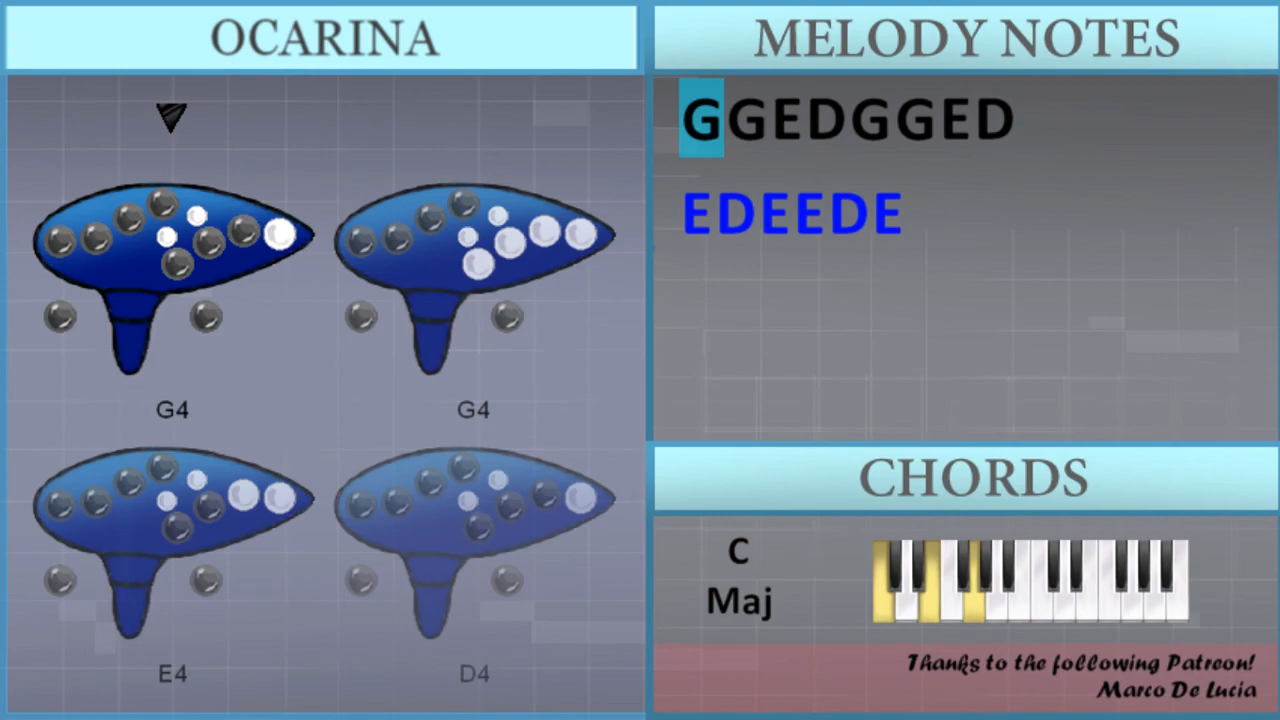 OCARINA
G4 G4
E4 D4
MELODY NOTES
GGEDGGED
EDEEDE
CHORDS
C
Maj
Thanks to the following Patreon!
Marco De Lucia